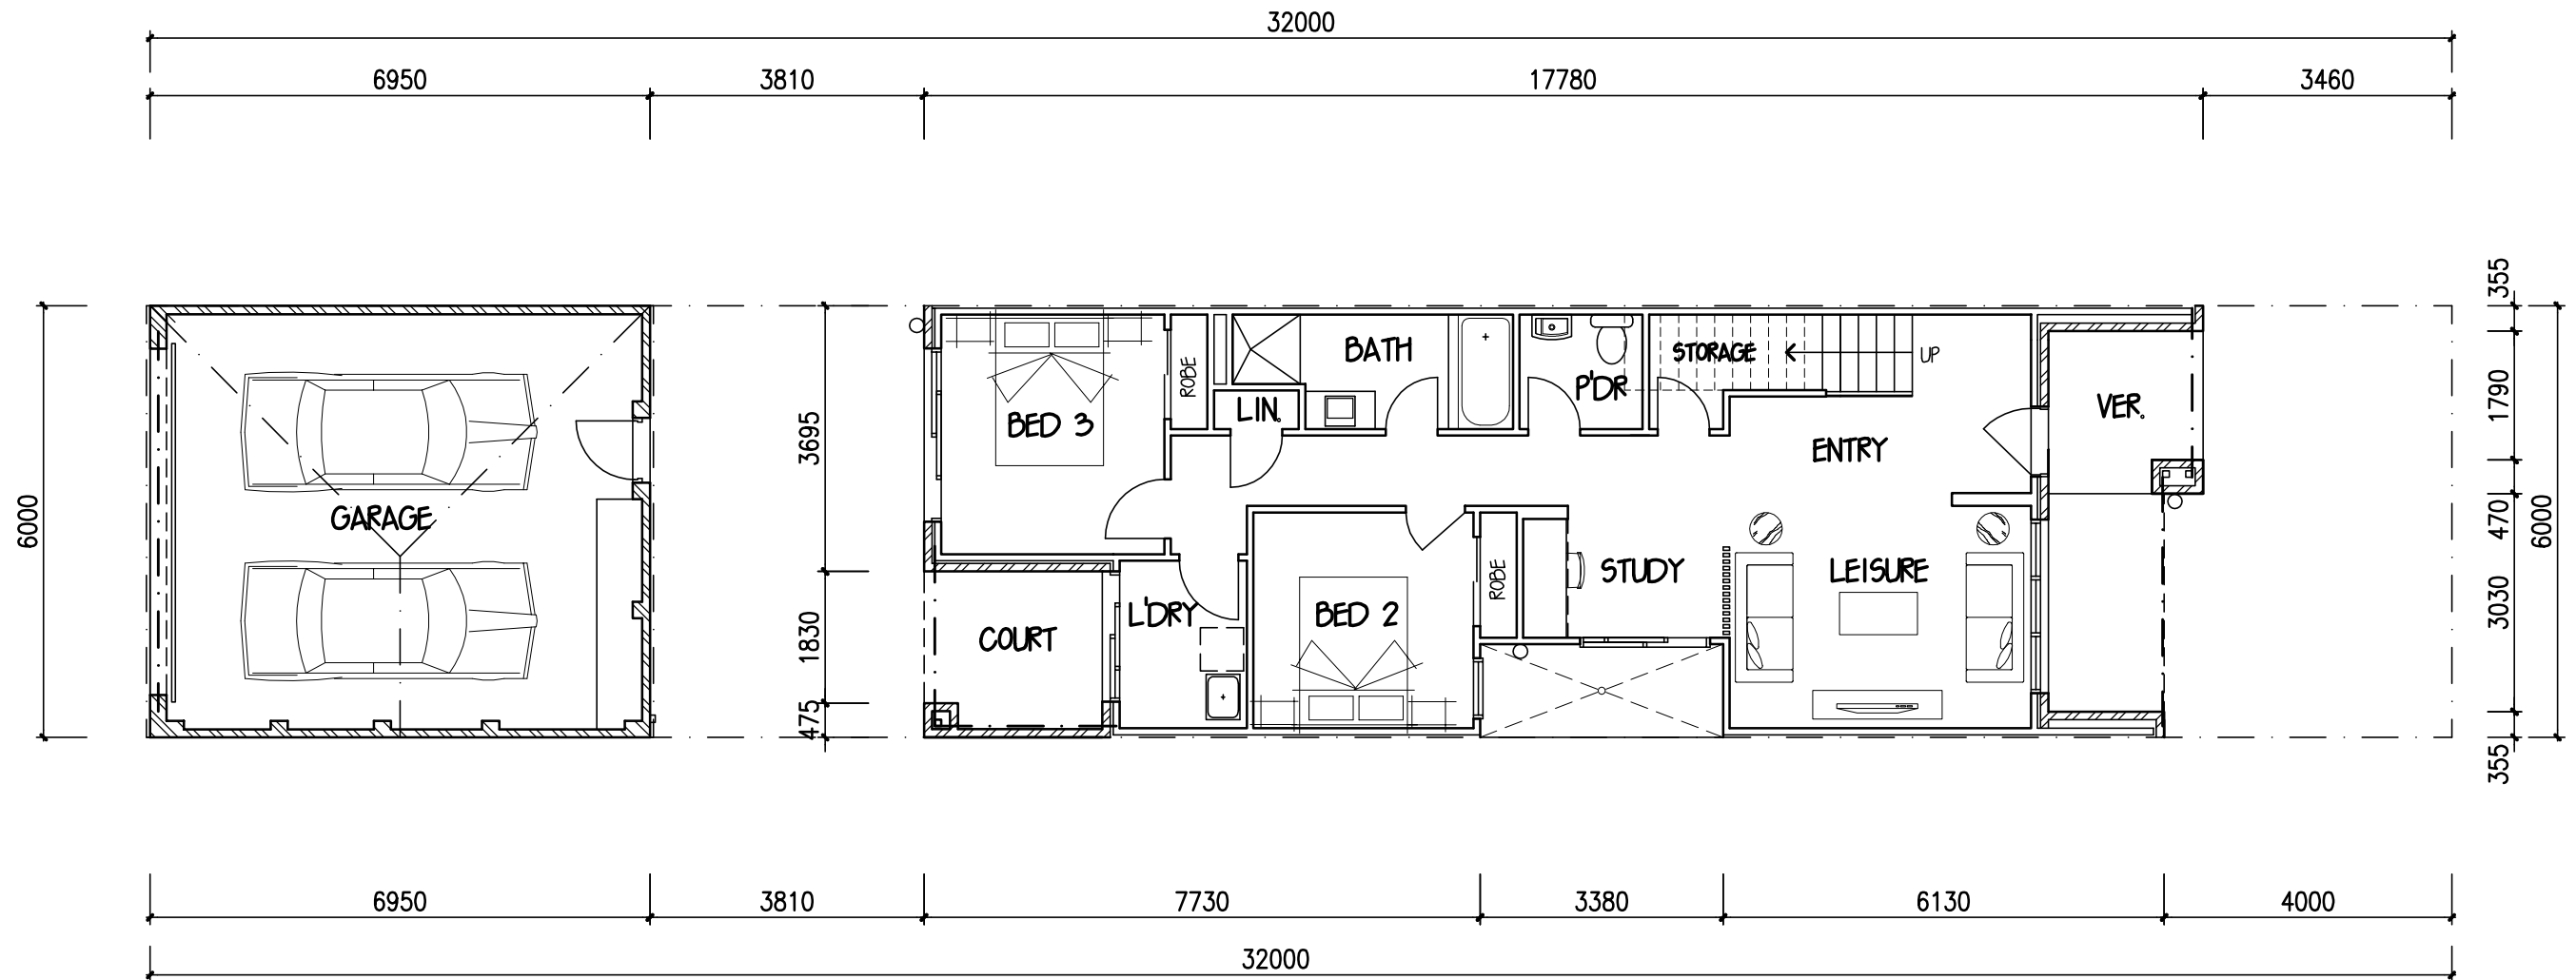 32000
6950 3810 17780 3460
355
1790
470
3030
355
6000
6000
3695
1830
475
GARAGE
BED 3
ROBE
LIN.
BATH
P'DR
STORAGE
UP
ENTRY
VER.
COURT
L'DRY
BED 2
ROBE
STUDY
LEISURE
6950 3810 7730 3380 6130 4000
32000